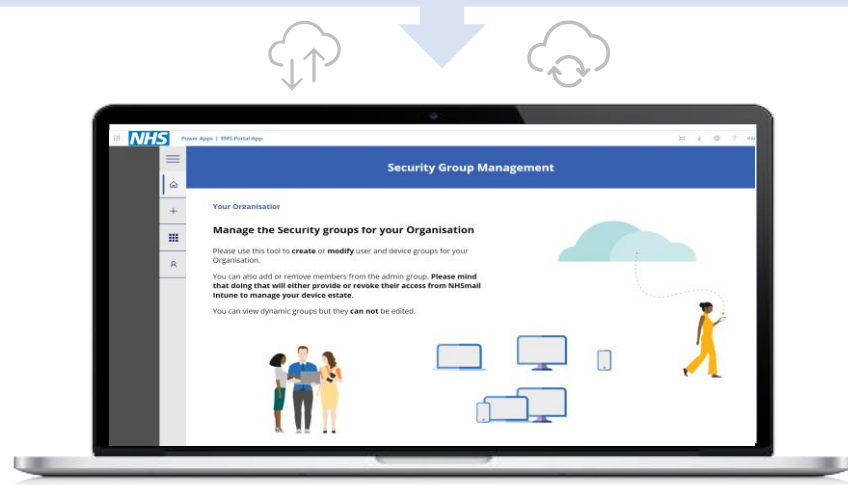 NHS Power Apps | EMS Portal App ?
Security Group Management
Your Organisation
Manage the Security groups for your Organisation
Please use this tool to create or modify user and device groups for your
Organisation.
You can also add or remove members from the admin group. Please mind
that doing that will either provide or revoke their access from NHSmail
Intune to manage your device estate.
You can view dynamic groups but they can not be edited.